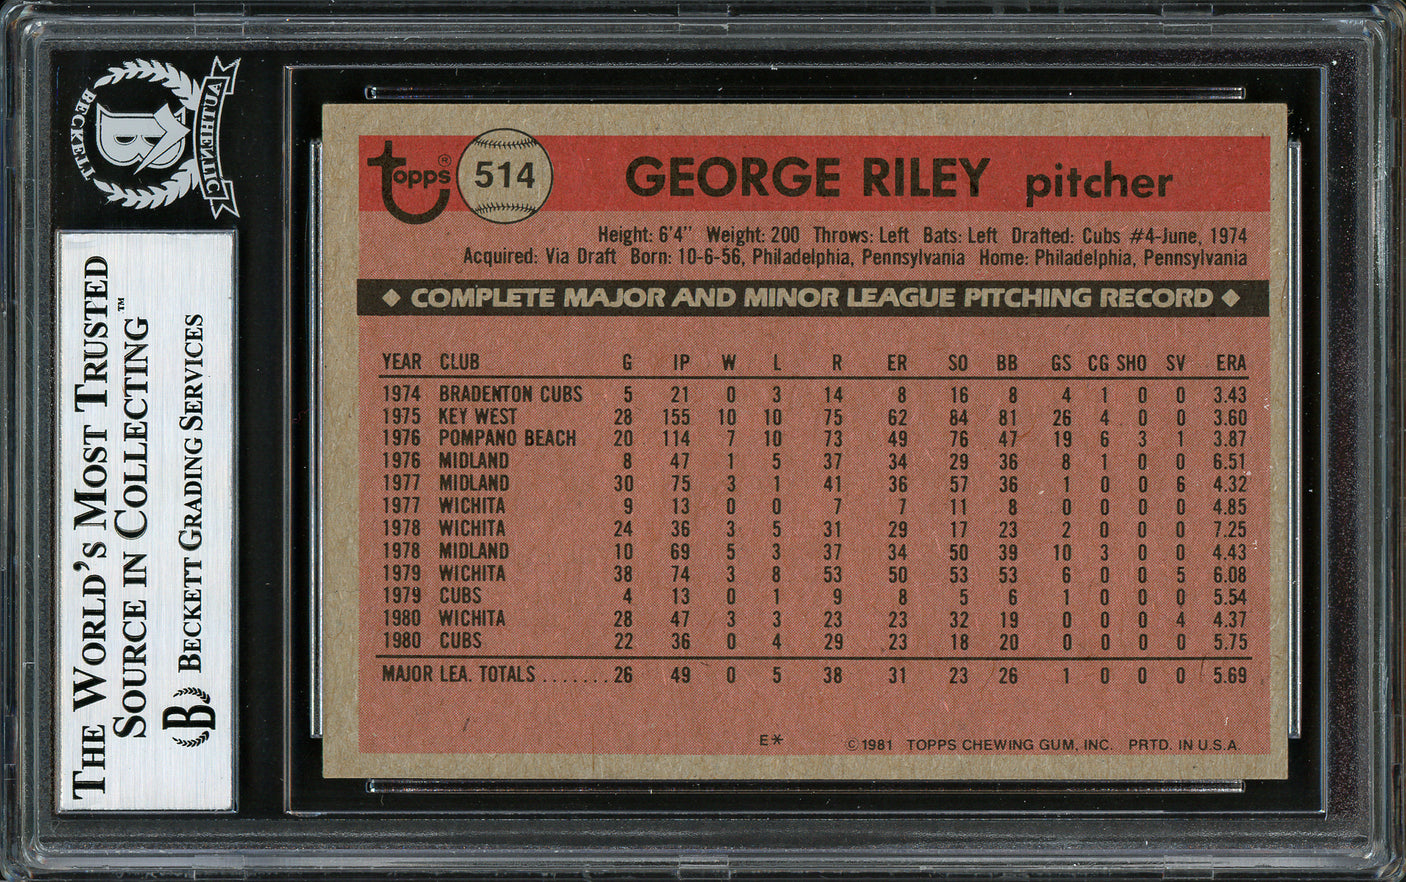 BECKETT
AUTHENTIC
B
THE WORLD'S MOST TRUSTED
SOURCE IN COLLECTING™
BECKETT GRADING SERVICES
B
topps® 514 GEORGE RILEY pitcher
Height: 6'4" Weight: 200 Throws: Left Bats: Left Drafted: Cubs #4-June, 1974
Acquired: Via Draft Born: 10-6-56, Philadelphia, Pennsylvania Home: Philadelphia, Pennsylvania
◆ COMPLETE MAJOR AND MINOR LEAGUE PITCHING RECORD ◆
YEAR CLUB G IP W L R ER SO BB GS CG SHO SV ERA
1974 BRADENTON CUBS 5 21 0 3 14 8 16 8 4 1 0 0 3.43
1975 KEY WEST 28 155 10 10 75 62 84 81 26 4 0 0 3.60
1976 POMPANO BEACH 20 114 7 10 73 49 76 47 19 6 3 1 3.87
1976 MIDLAND 8 47 1 5 37 34 29 36 8 1 0 0 6.51
1977 MIDLAND 30 75 3 1 41 36 57 36 1 0 0 6 4.32
1977 WICHITA 9 13 0 0 7 7 11 8 0 0 0 0 4.85
1978 WICHITA 24 36 3 5 31 29 17 23 2 0 0 0 7.25
1978 MIDLAND 10 69 5 3 37 34 50 39 10 3 0 0 4.43
1979 WICHITA 38 74 3 8 53 50 53 53 6 0 0 5 6.08
1979 CUBS 4 13 0 1 9 8 5 6 1 0 0 0 5.54
1980 WICHITA 28 47 3 3 23 23 32 19 0 0 0 4 4.37
1980 CUBS 22 36 0 4 29 23 18 20 0 0 0 0 5.75
MAJOR LEA. TOTALS ....... 26 49 0 5 38 31 23 26 1 0 0 0 5.69
E* © 1981 TOPPS CHEWING GUM, INC. PRTD. IN U.S.A.